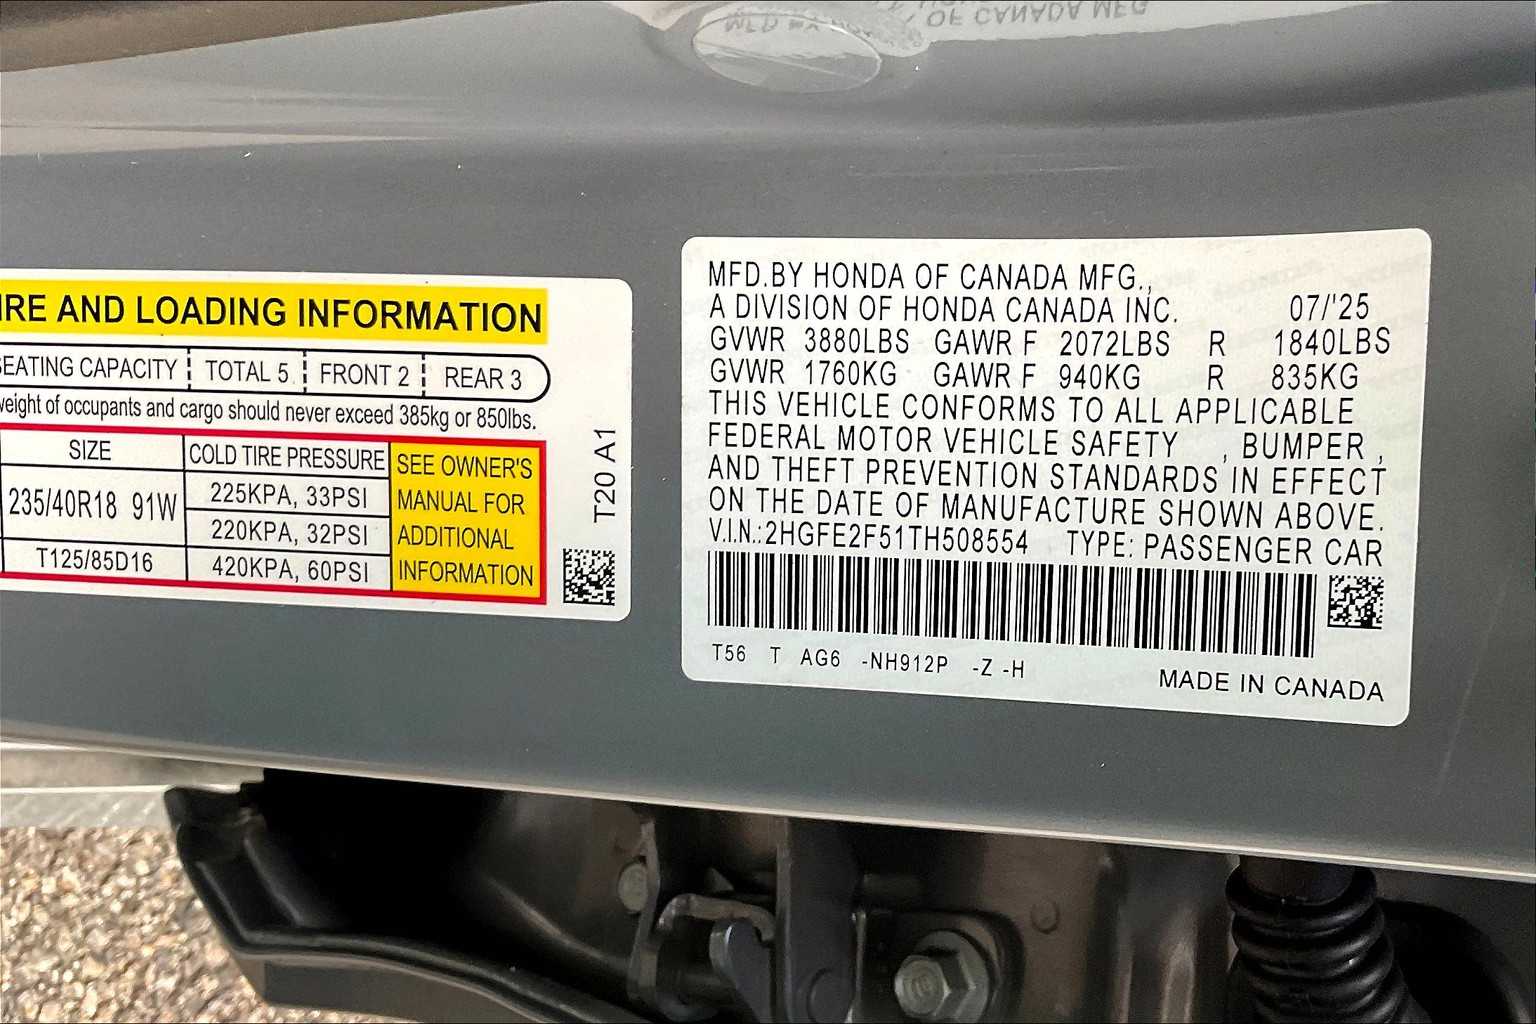 OF CANADA MFG
IRE AND LOADING INFORMATION
SEATING CAPACITY TOTAL 5 FRONT 2 REAR 3
weight of occupants and cargo should never exceed 385kg or 850lbs.
SIZE COLD TIRE PRESSURE SEE OWNER'S
MANUAL FOR
ADDITIONAL
INFORMATION
235/40R18 91W 225KPA, 33PSI
220KPA, 32PSI
T125/85D16 420KPA, 60PSI
T20 A1
MFD.BY HONDA OF CANADA MFG.,
A DIVISION OF HONDA CANADA INC. 07/'25
GVWR 3880LBS GAWR F 2072LBS R 1840LBS
GVWR 1760KG GAWR F 940KG R 835KG
THIS VEHICLE CONFORMS TO ALL APPLICABLE
FEDERAL MOTOR VEHICLE SAFETY , BUMPER ,
AND THEFT PREVENTION STANDARDS IN EFFECT
ON THE DATE OF MANUFACTURE SHOWN ABOVE.
V.I.N.:2HGFE2F51TH508554 TYPE: PASSENGER CAR
T56 T AG6 -NH912P -Z -H
MADE IN CANADA